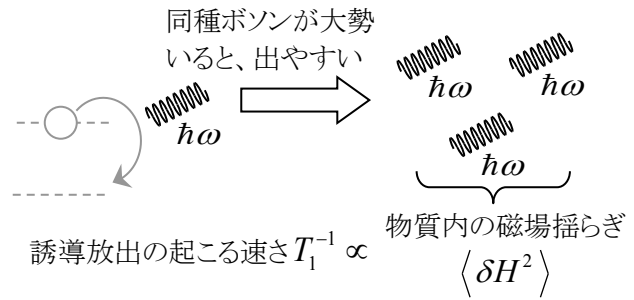 同種ボソンが大勢
いると、出やすい
ħω
ħω
ħω
ħω
誘導放出の起こる速さ T₁⁻¹ ∝
物質内の磁場揺らぎ
⟨δH²⟩